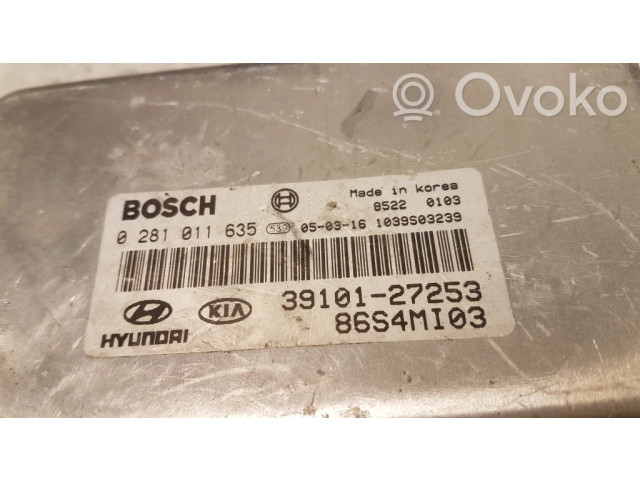 Ovoko
BOSCH
Made in korea
8522 0103
0 281 011 635 05-03-16 1039S03239
39101-27253
HYUNDAI KIA 86S4MI03